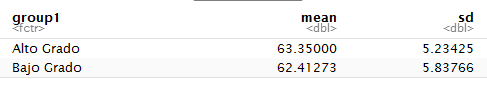 group1 mean sd
<fctr> <dbl> <dbl>
Alto Grado 63.35000 5.23425
Bajo Grado 62.41273 5.83766